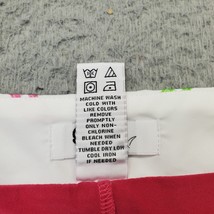 MACHINE WASH
COLD WITH
LIKE COLORS
REMOVE
PROMPTLY
ONLY NON-
CHLORINE
BLEACH WHEN
NEEDED
TUMBLE DRY LOW
COOL IRON
IF NEEDED